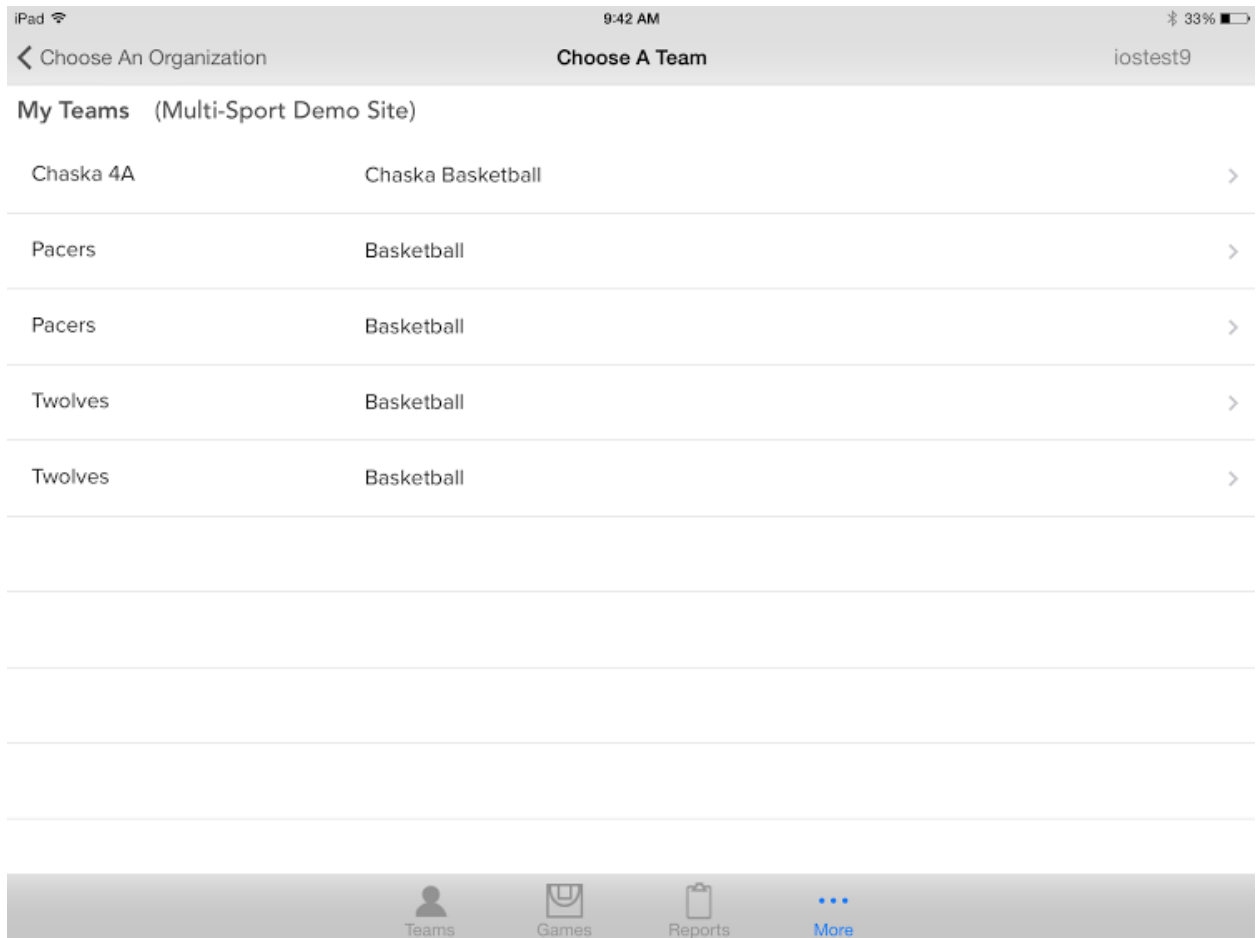 iPad 9:42 AM 33%
Choose An Organization Choose A Team iostest9
My Teams (Multi-Sport Demo Site)
Chaska 4A Chaska Basketball
Pacers Basketball
Pacers Basketball
Twolves Basketball
Twolves Basketball
Teams Games Reports More